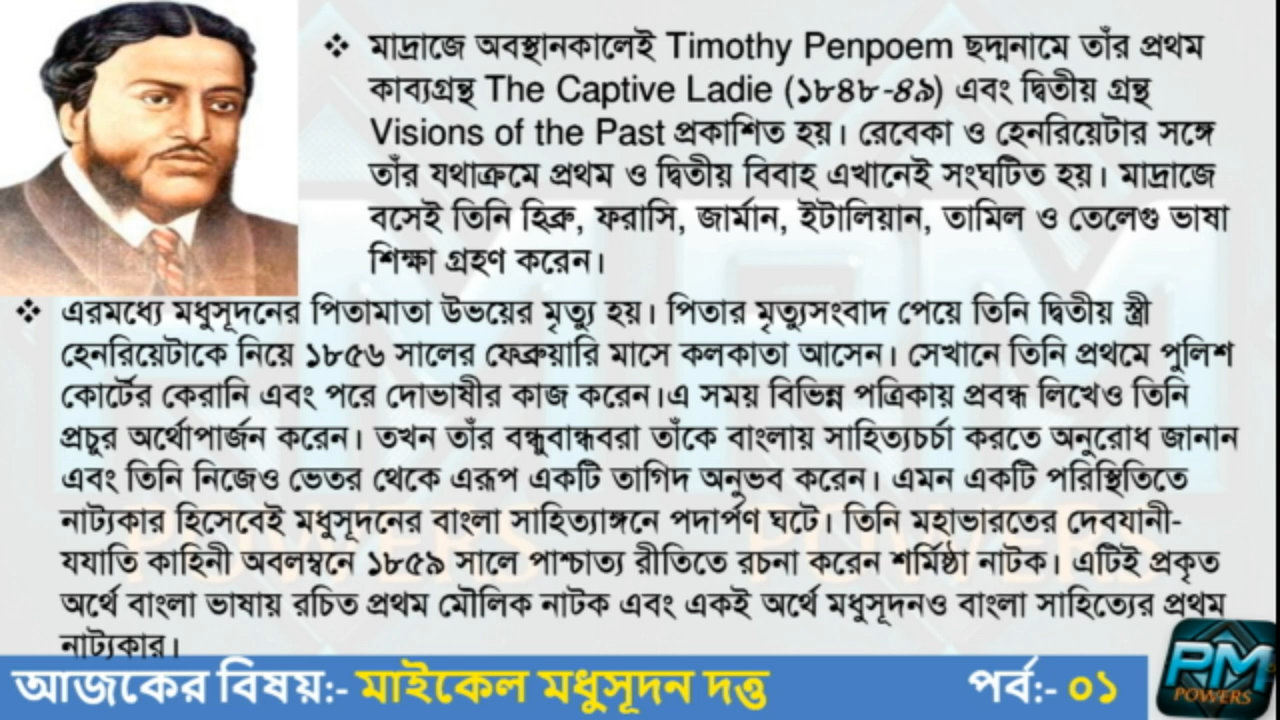 ❖ মাদ্রাজে অবস্থানকালেই Timothy Penpoem ছদ্মনামে তাঁর প্রথম
কাব্যগ্রন্থ The Captive Ladie (১৮৪৮-৪৯) এবং দ্বিতীয় গ্রন্থ
Visions of the Past প্রকাশিত হয়। রেবেকা ও হেনরিয়েটার সঙ্গে
তাঁর যথাক্রমে প্রথম ও দ্বিতীয় বিবাহ এখানেই সংঘটিত হয়। মাদ্রাজে
বসেই তিনি হিব্রু, ফরাসি, জার্মান, ইটালিয়ান, তামিল ও তেলেগু ভাষা
শিক্ষা গ্রহণ করেন।
❖ এরমধ্যে মধুসূদনের পিতামাতা উভয়ের মৃত্যু হয়। পিতার মৃত্যুসংবাদ পেয়ে তিনি দ্বিতীয় স্ত্রী
হেনরিয়েটাকে নিয়ে ১৮৫৬ সালের ফেব্রুয়ারি মাসে কলকাতা আসেন। সেখানে তিনি প্রথমে পুলিশ
কোর্টের কেরানি এবং পরে দোভাষীর কাজ করেন।এ সময় বিভিন্ন পত্রিকায় প্রবন্ধ লিখেও তিনি
প্রচুর অর্থোপার্জন করেন। তখন তাঁর বন্ধুবান্ধবরা তাঁকে বাংলায় সাহিত্যচর্চা করতে অনুরোধ জানান
এবং তিনি নিজেও ভেতর থেকে এরূপ একটি তাগিদ অনুভব করেন। এমন একটি পরিস্থিতিতে
নাট্যকার হিসেবেই মধুসূদনের বাংলা সাহিত্যাঙ্গনে পদার্পণ ঘটে। তিনি মহাভারতের দেবযানী-
যযাতি কাহিনী অবলম্বনে ১৮৫৯ সালে পাশ্চাত্য রীতিতে রচনা করেন শর্মিষ্ঠা নাটক। এটিই প্রকৃত
অর্থে বাংলা ভাষায় রচিত প্রথম মৌলিক নাটক এবং একই অর্থে মধুসূদনও বাংলা সাহিত্যের প্রথম
নাট্যকার।
আজকের বিষয়:- মাইকেল মধুসূদন দত্ত পর্ব:- ০১
PM
POWERS